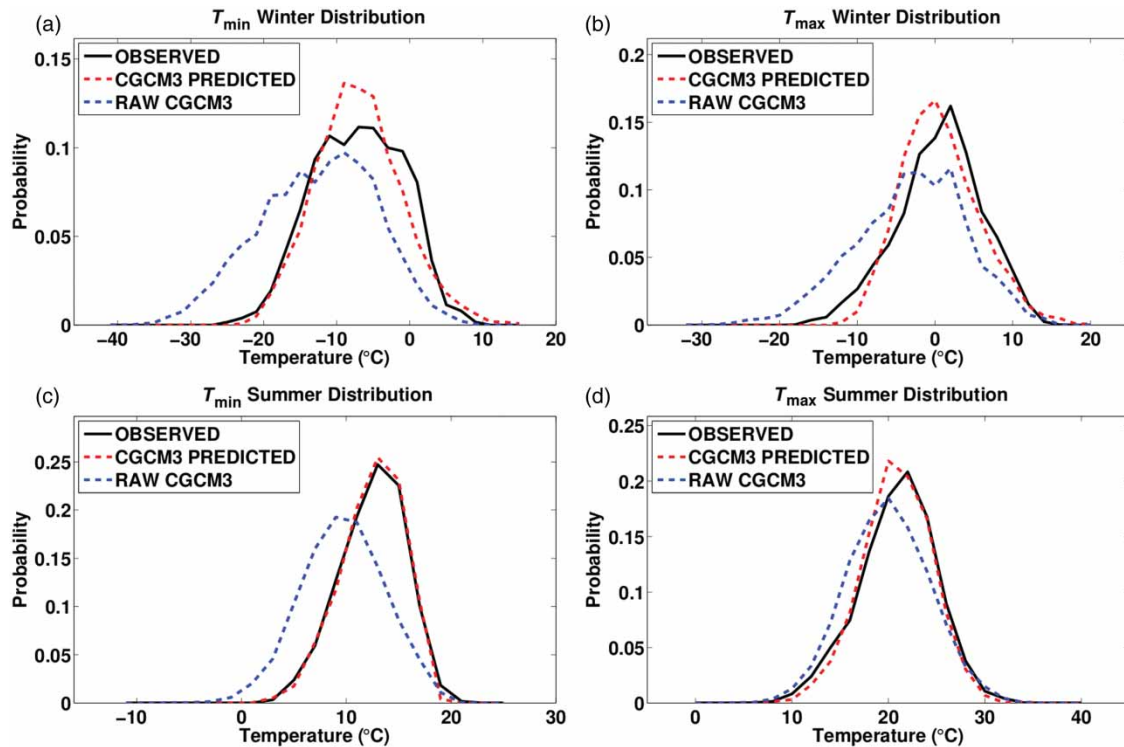 (a)
T_min Winter Distribution
OBSERVED
CGCM3 PREDICTED
RAW CGCM3
Probability
0.15
0.1
0.05
0
−40 −30 −20 −10 0 10 20
Temperature (°C)
(b)
T_max Winter Distribution
OBSERVED
CGCM3 PREDICTED
RAW CGCM3
Probability
0.2
0.15
0.1
0.05
0
−30 −20 −10 0 10 20
Temperature (°C)
(c)
T_min Summer Distribution
OBSERVED
CGCM3 PREDICTED
RAW CGCM3
Probability
0.25
0.2
0.15
0.1
0.05
0
−10 0 10 20 30
Temperature (°C)
(d)
T_max Summer Distribution
OBSERVED
CGCM3 PREDICTED
RAW CGCM3
Probability
0.25
0.2
0.15
0.1
0.05
0
0 10 20 30 40
Temperature (°C)